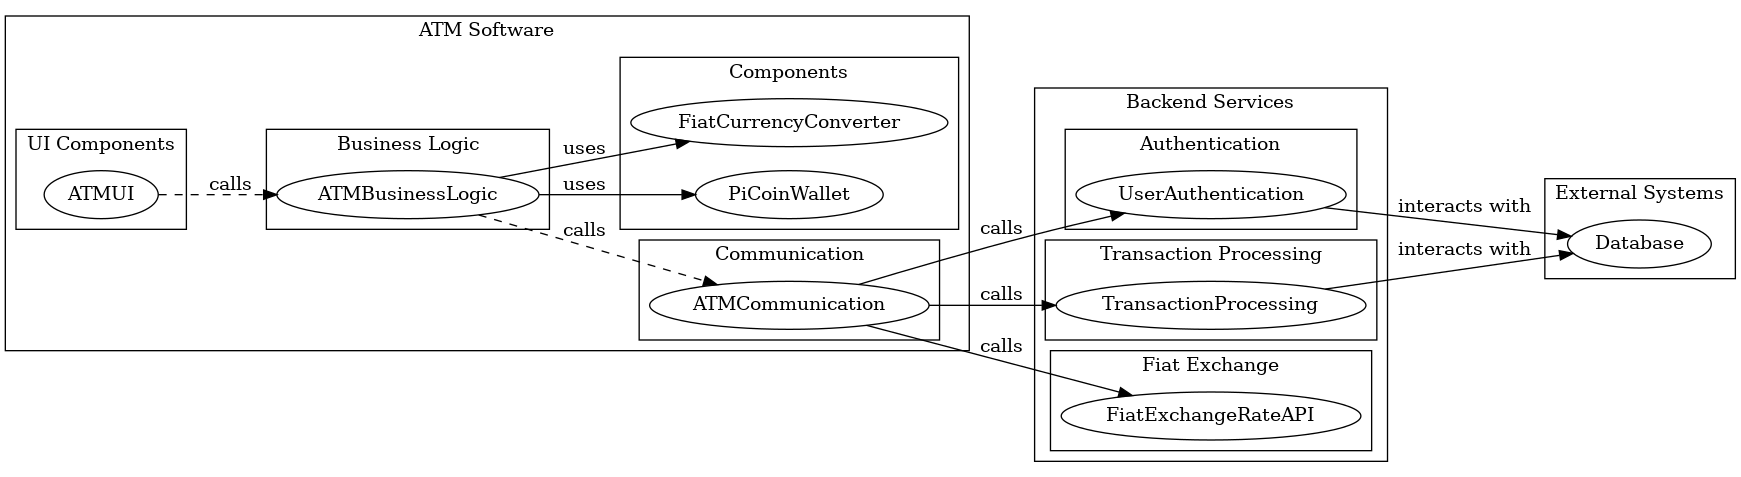 ATM Software
UI Components
ATMUI
calls
Business Logic
ATMBusinessLogic
uses
uses
calls
Components
FiatCurrencyConverter
PiCoinWallet
Communication
ATMCommunication
calls
calls
calls
Backend Services
Authentication
UserAuthentication
Transaction Processing
TransactionProcessing
Fiat Exchange
FiatExchangeRateAPI
interacts with
interacts with
External Systems
Database